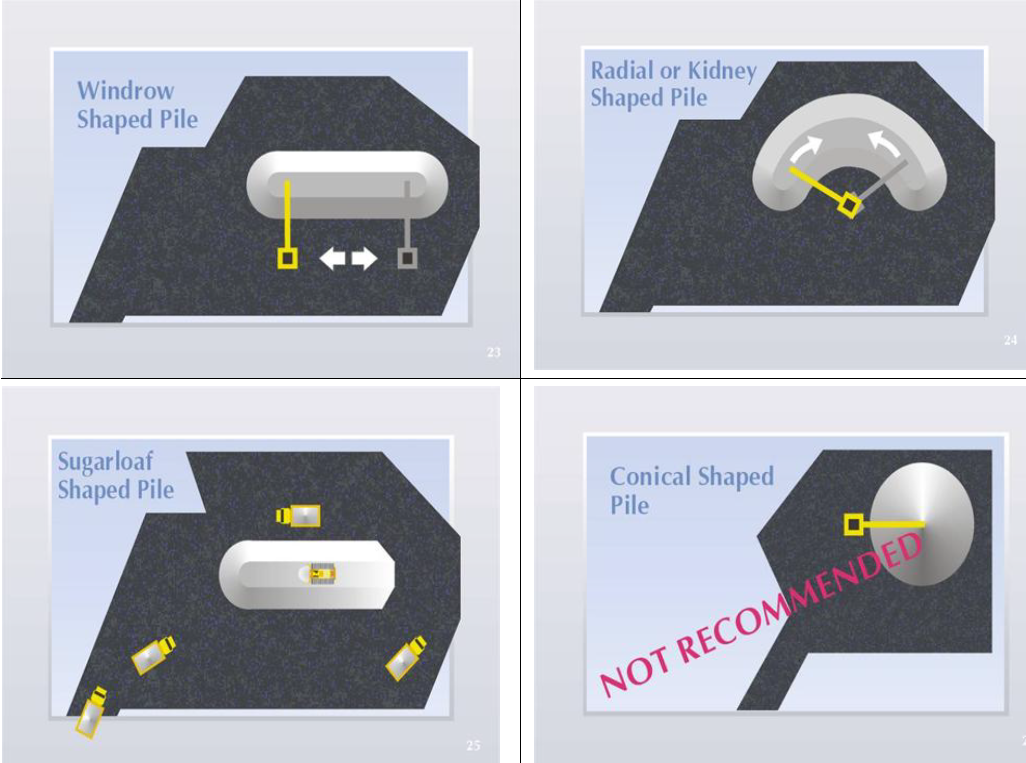 Windrow
Shaped Pile
23
Radial or Kidney
Shaped Pile
24
Sugarloaf
Shaped Pile
25
Conical Shaped
Pile
NOT RECOMMENDED